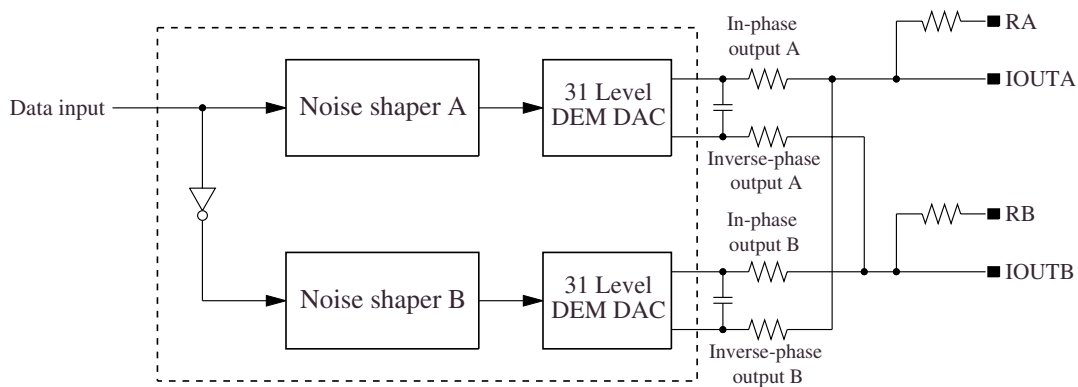 In-phase
output A
RA
IOUTA
Data input
Noise shaper A
31 Level
DEM DAC
Inverse-phase
output A
In-phase
output B
RB
IOUTB
Noise shaper B
31 Level
DEM DAC
Inverse-phase
output B